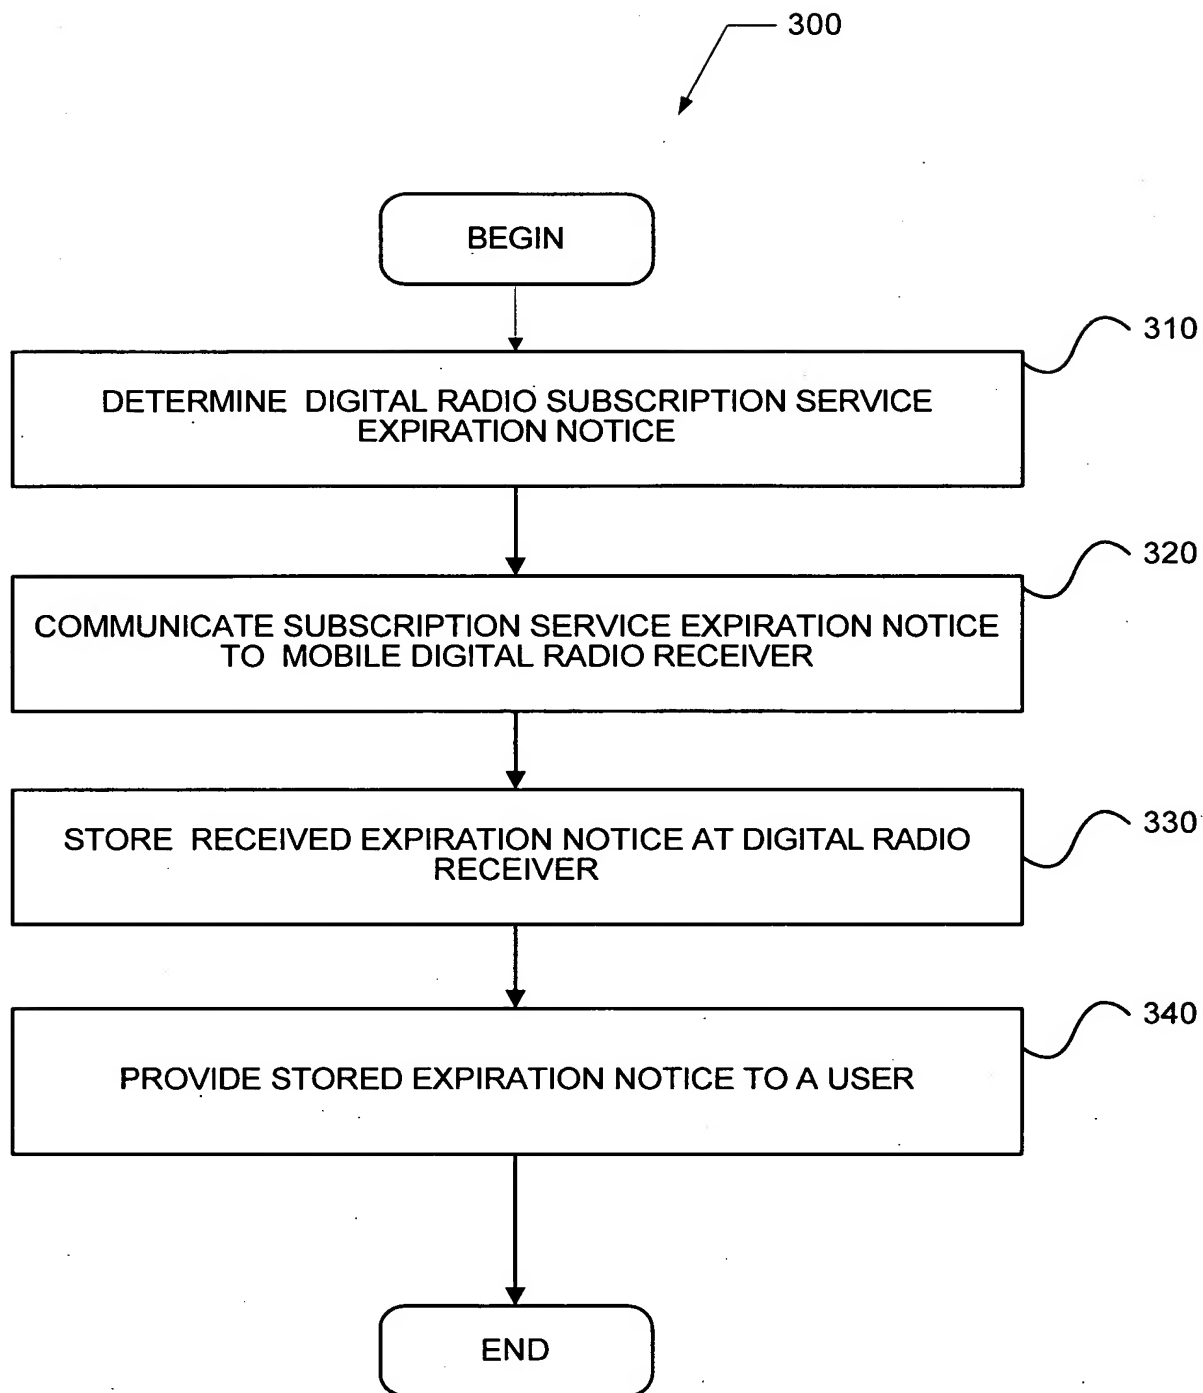 300
BEGIN
310
DETERMINE DIGITAL RADIO SUBSCRIPTION SERVICE
EXPIRATION NOTICE
320
COMMUNICATE SUBSCRIPTION SERVICE EXPIRATION NOTICE
TO MOBILE DIGITAL RADIO RECEIVER
330
STORE RECEIVED EXPIRATION NOTICE AT DIGITAL RADIO
RECEIVER
340
PROVIDE STORED EXPIRATION NOTICE TO A USER
END